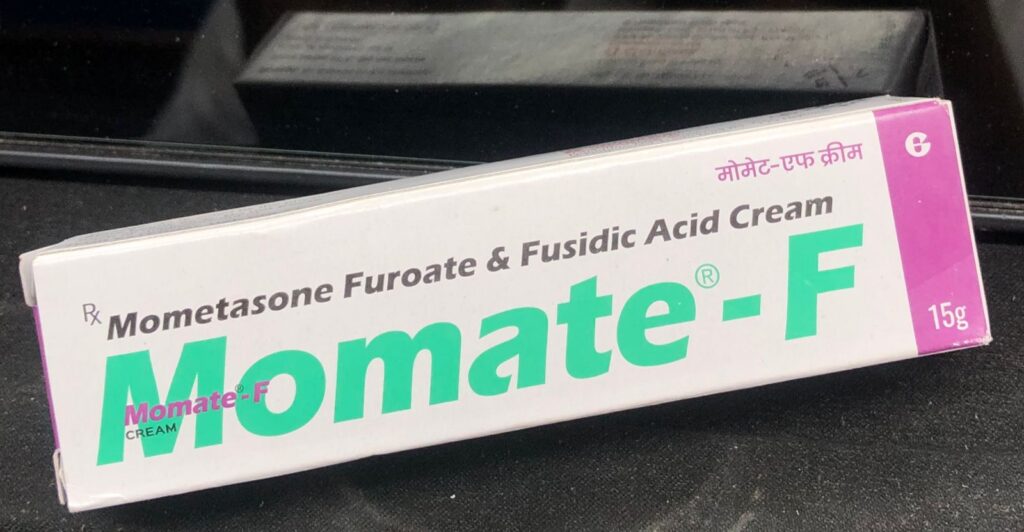 मोमेट-एफ क्रीम
Rx Mometasone Furoate & Fusidic Acid Cream
Momate®-F
15g
Momate®-F
CREAM